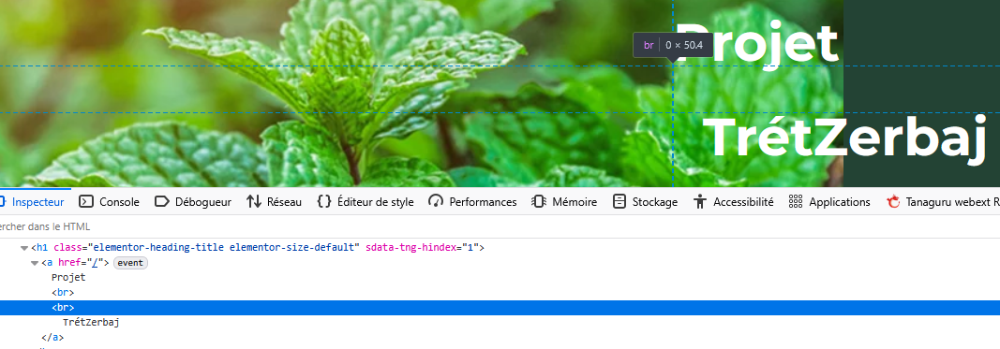 Projet
br 0 × 50.4
TrétZerbaj
Inspecteur Console Débogueur Réseau Éditeur de style Performances Mémoire Stockage Accessibilité Applications Tanaguru webext R
ercher dans le HTML
<h1 class="elementor-heading-title elementor-size-default" sdata-tng-hindex="1">
<a href="/"> event
Projet
<br>
<br>
TrétZerbaj
</a>